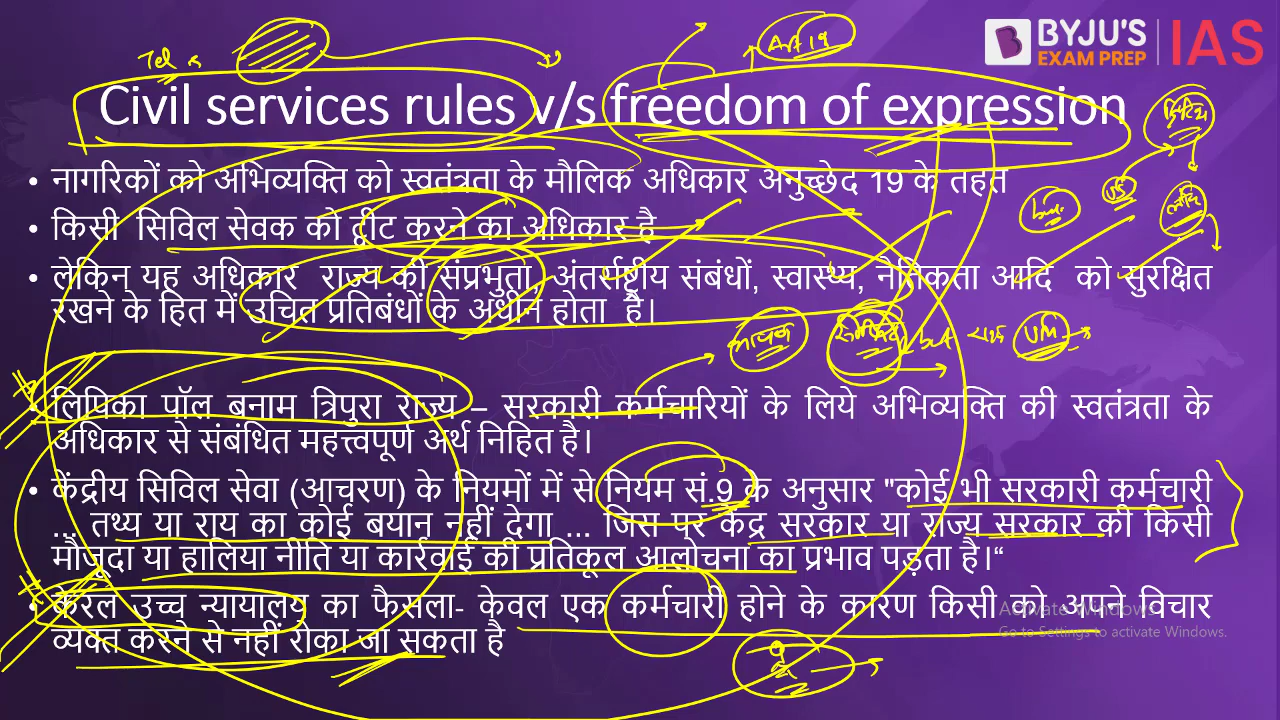 BYJU'S
EXAM PREP
IAS
Art 19
Civil services rules v/s freedom of expression
• नागरिकों को अभिव्यक्ति को स्वतंत्रता के मौलिक अधिकार अनुच्छेद 19 के तहत
• किसी सिविल सेवक को ट्वीट करने का अधिकार है
• लेकिन यह अधिकार राज्य की संप्रभुता, अंतर्राष्ट्रीय संबंधों, स्वास्थ्य, नैतिकता आदि को सुरक्षित
रखने के हित में उचित प्रतिबंधों के अधीन होता है।
• लिपिका पॉल बनाम त्रिपुरा राज्य – सरकारी कर्मचारियों के लिये अभिव्यक्ति की स्वतंत्रता के
अधिकार से संबंधित महत्त्वपूर्ण अर्थ निहित है।
• केंद्रीय सिविल सेवा (आचरण) के नियमों में से नियम सं.9 के अनुसार "कोई भी सरकारी कर्मचारी
... तथ्य या राय का कोई बयान नहीं देगा ... जिस पर केंद्र सरकार या राज्य सरकार की किसी
मौजूदा या हालिया नीति या कार्रवाई की प्रतिकूल आलोचना का प्रभाव पड़ता है।“
• केरल उच्च न्यायालय का फैसला- केवल एक कर्मचारी होने के कारण किसी को अपने विचार
व्यक्त करने से नहीं रोका जा सकता है
Activate Windows
Go to Settings to activate Windows.